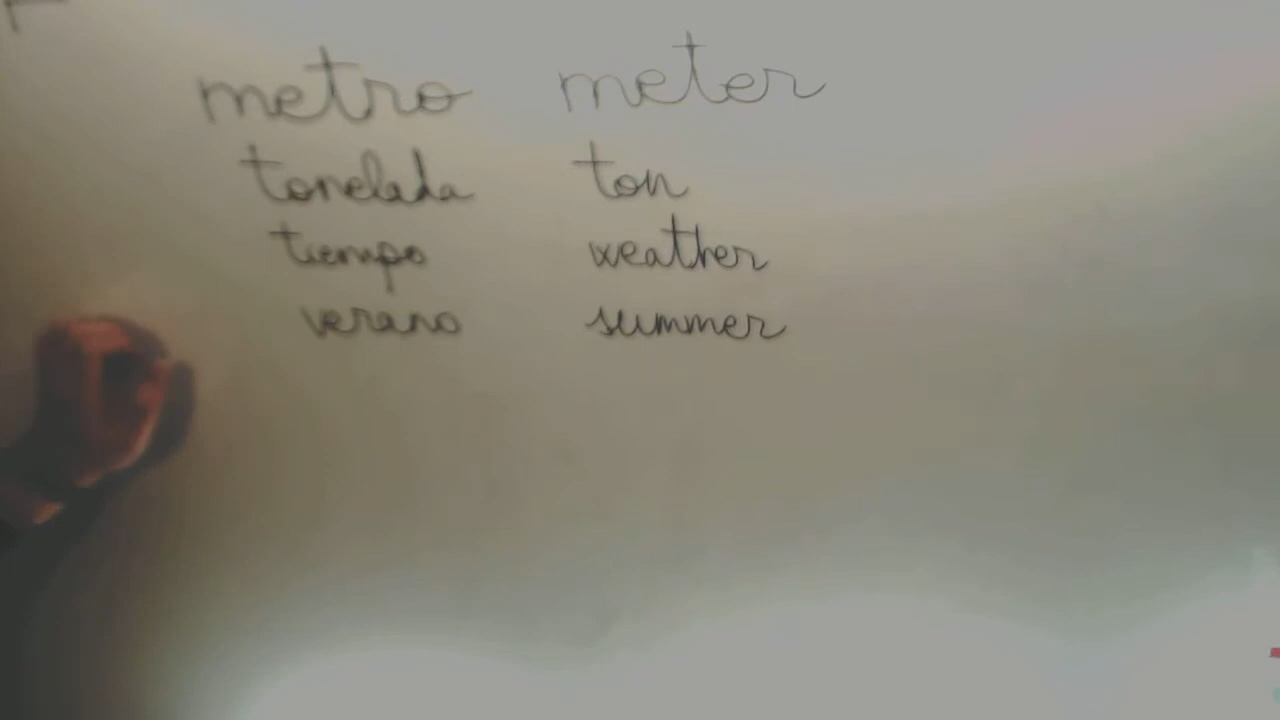 metro meter
tonelada ton
tiempo weather
verano summer